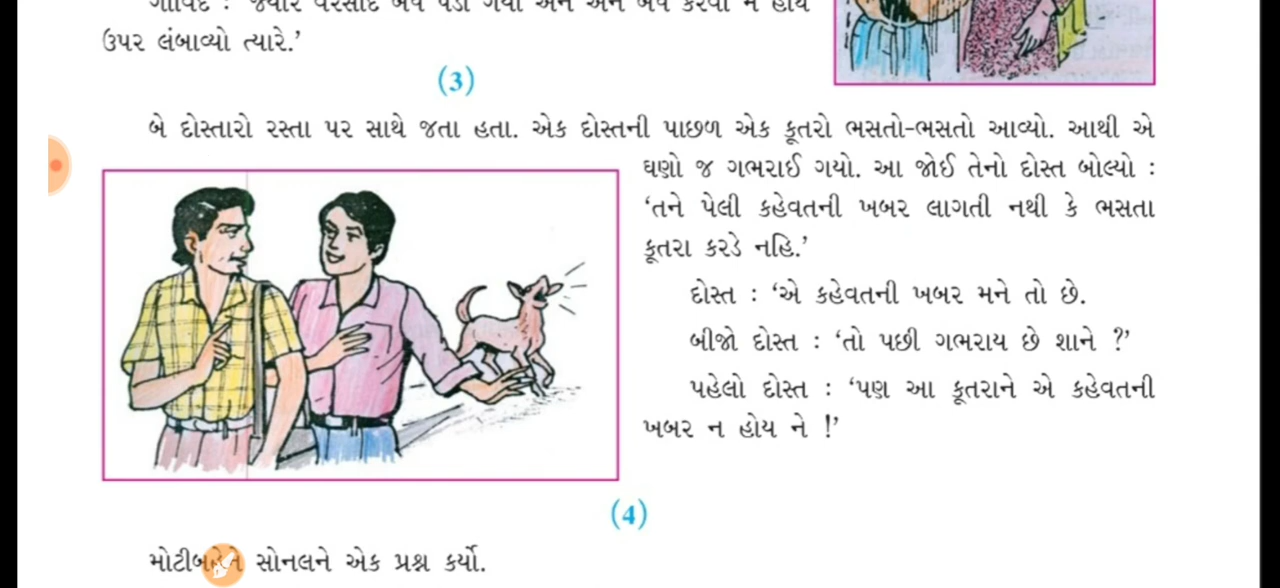 ઉપર લંબાવ્યો ત્યારે.’
(3)
બે દોસ્તારો રસ્તા પર સાથે જતા હતા. એક દોસ્તની પાછળ એક કૂતરો ભસતો-ભસતો આવ્યો. આથી એ
ઘણો જ ગભરાઈ ગયો. આ જોઈ તેનો દોસ્ત બોલ્યો :
‘તને પેલી કહેવતની ખબર લાગતી નથી કે ભસતા
કૂતરા કરડે નહિ.’
દોસ્ત : ‘એ કહેવતની ખબર મને તો છે.
બીજો દોસ્ત : ‘તો પછી ગભરાય છે શાને ?’
પહેલો દોસ્ત : ‘પણ આ કૂતરાને એ કહેવતની
ખબર ન હોય ને !’
(4)
સોનલને એક પ્રશ્ન કર્યો.